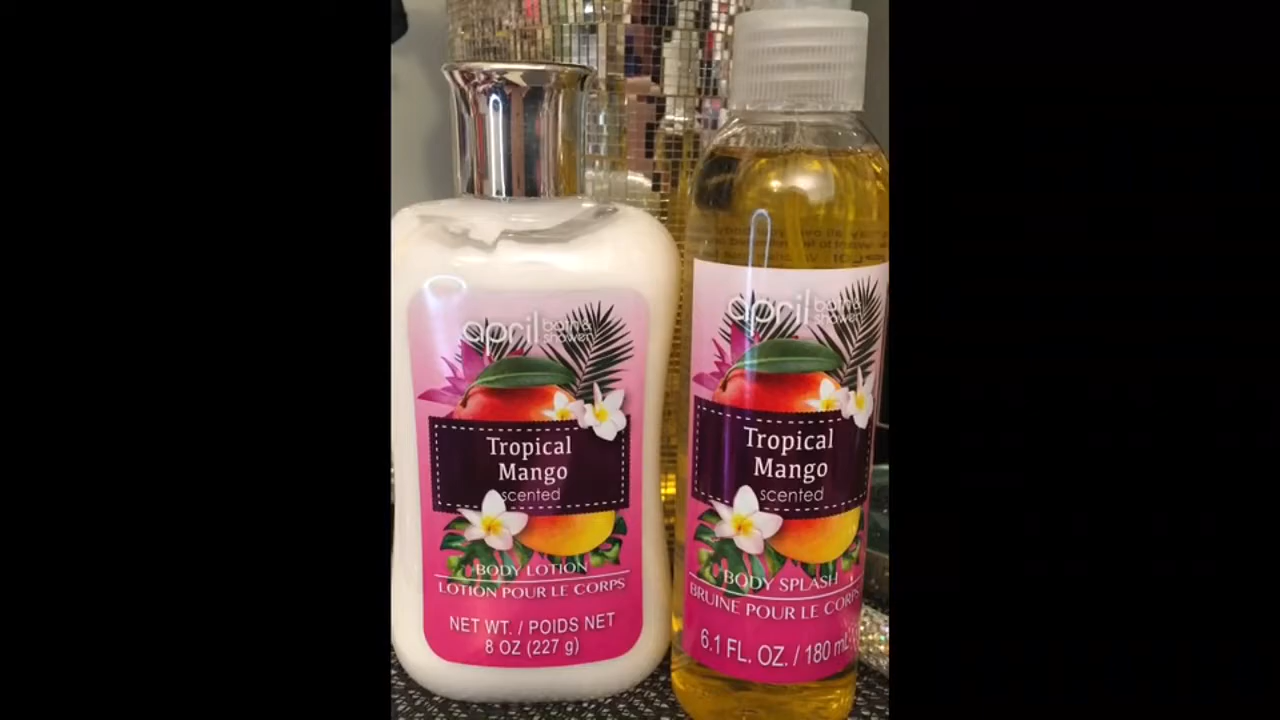 april bath & shower
Tropical
Mango
scented
BODY LOTION
LOTION POUR LE CORPS
NET WT. / POIDS NET
8 OZ (227 g)
april bath & shower
Tropical
Mango
scented
BODY SPLASH
BRUINE POUR LE CORPS
6.1 FL. OZ. / 180 mL